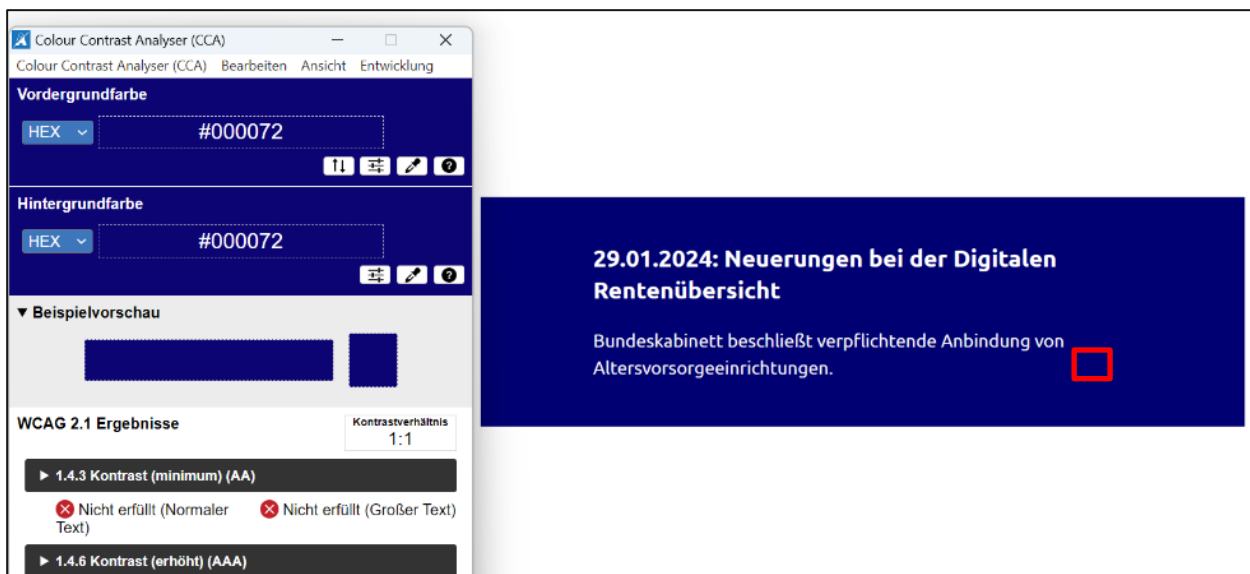 Colour Contrast Analyser (CCA)
Colour Contrast Analyser (CCA) Bearbeiten Ansicht Entwicklung
Vordergrundfarbe
HEX #000072
Hintergrundfarbe
HEX #000072
▼ Beispielvorschau
WCAG 2.1 Ergebnisse
Kontrastverhältnis
1:1
▶ 1.4.3 Kontrast (minimum) (AA)
Nicht erfüllt (Normaler
Text)
Nicht erfüllt (Großer Text)
▶ 1.4.6 Kontrast (erhöht) (AAA)
29.01.2024: Neuerungen bei der Digitalen
Rentenübersicht
Bundeskabinett beschließt verpflichtende Anbindung von
Altersvorsorgeeinrichtungen.